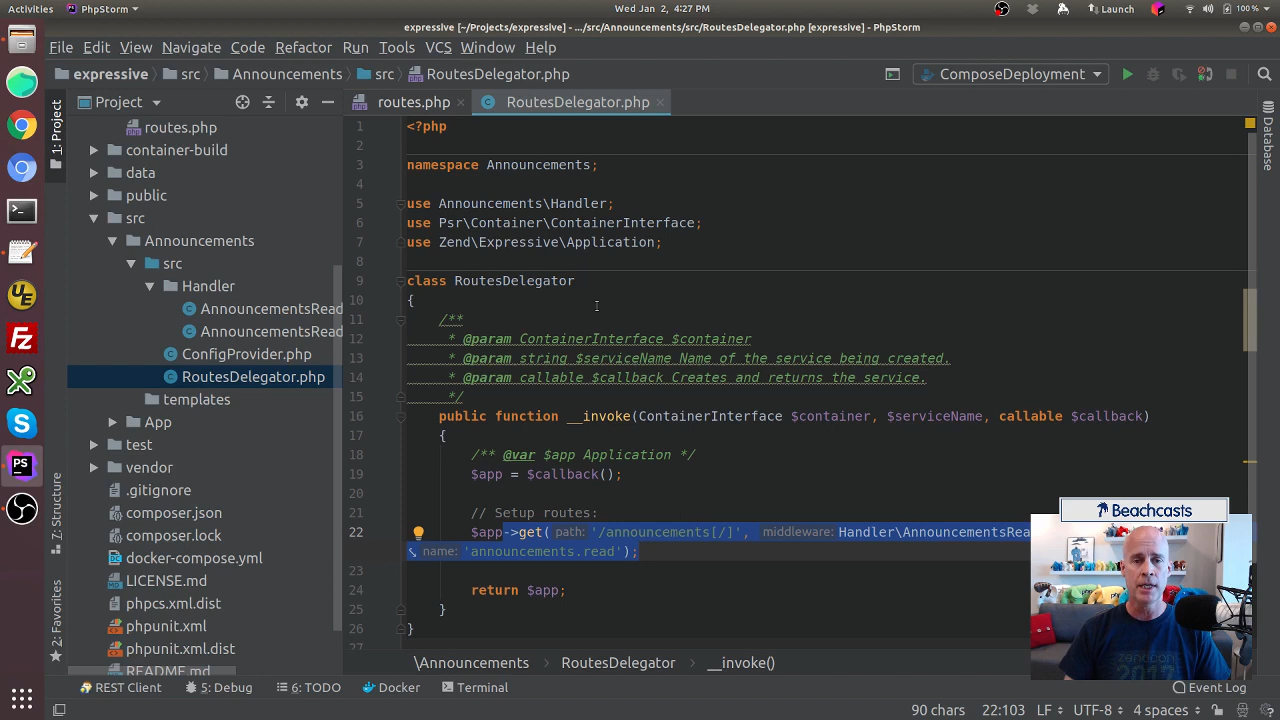 Activities
PhpStorm
Wed Jan 2, 4:27 PM
Launch
100 %
expressive [~/Projects/expressive] - .../src/Announcements/src/RoutesDelegator.php [expressive] - PhpStorm
File Edit View Navigate Code Refactor Run Tools VCS Window Help
expressive src Announcements src RoutesDelegator.php
ComposeDeployment
Project
routes.php
RoutesDelegator.php
1: Project
Database
routes.php
container-build
data
public
src
Announcements
src
Handler
AnnouncementsRead
AnnouncementsRead
ConfigProvider.php
RoutesDelegator.php
templates
App
test
vendor
.gitignore
composer.json
composer.lock
docker-compose.yml
LICENSE.md
phpcs.xml.dist
phpunit.xml
phpunit.xml.dist
README.md
7: Structure
2: Favorites
1 <?php
2
3 namespace Announcements;
4
5 use Announcements\Handler;
6 use Psr\Container\ContainerInterface;
7 use Zend\Expressive\Application;
8
9 class RoutesDelegator
10 {
11 /**
12 * @param ContainerInterface $container
13 * @param string $serviceName Name of the service being created.
14 * @param callable $callback Creates and returns the service.
15 */
16 public function __invoke(ContainerInterface $container, $serviceName, callable $callback)
17 {
18 /** @var $app Application */
19 $app = $callback();
20
21 // Setup routes:
22 $app->get( path: '/announcements[/]', middleware: Handler\AnnouncementsRea
name: 'announcements.read');
23
24 return $app;
25 }
26 }
27
Beachcasts
zendcon
2012
\Announcements RoutesDelegator __invoke()
REST Client 5: Debug 6: TODO Docker Terminal
Event Log
90 chars 22:103 LF UTF-8 4 spaces